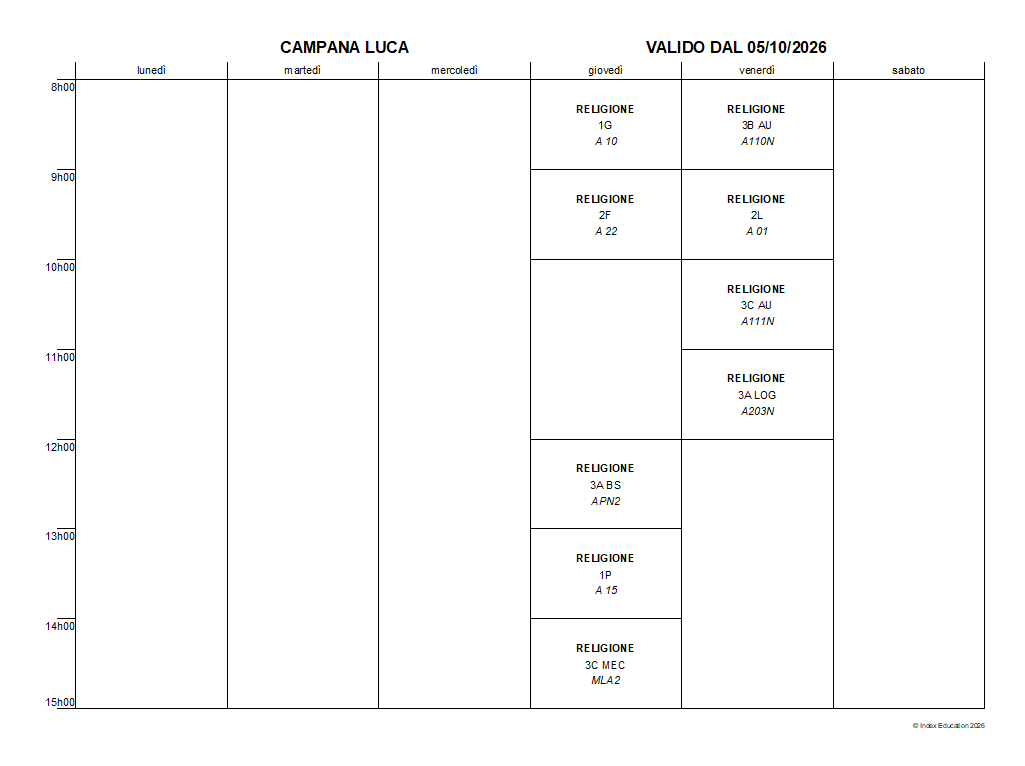 CAMPANA LUCA VALIDO DAL 05/10/2026
lunedì martedì mercoledì giovedì venerdì sabato
8h00
RELIGIONE RELIGIONE
1G 3B AU
A 10 A110N
9h00
RELIGIONE RELIGIONE
2F 2L
A 22 A 01
10h00
RELIGIONE
3C AU
A111N
11h00
RELIGIONE
3A LOG
A203N
12h00
RELIGIONE
3A BS
APN2
13h00
RELIGIONE
1P
A 15
14h00
RELIGIONE
3C MEC
MLA2
15h00
© Index Education 2026